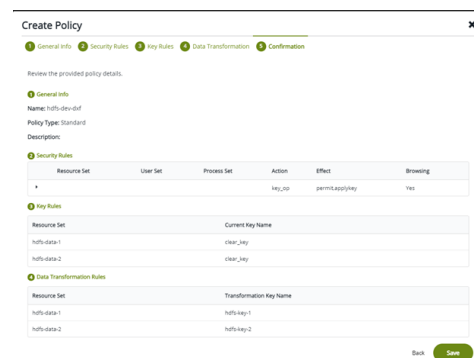 Create Policy
1 General Info 2 Security Rules 3 Key Rules 4 Data Transformation 5 Confirmation
Review the provided policy details.
1 General Info
Name: hdfs-dev-dxf
Policy Type: Standard
Description:
2 Security Rules
Resource Set User Set Process Set Action Effect Browsing
key_op permit,applykey Yes
3 Key Rules
Resource Set Current Key Name
hdfs-data-1 clear_key
hdfs-data-2 clear_key
4 Data Transformation Rules
Resource Set Transformation Key Name
hdfs-data-1 hdfs-key-1
hdfs-data-2 hdfs-key-2
Back Save